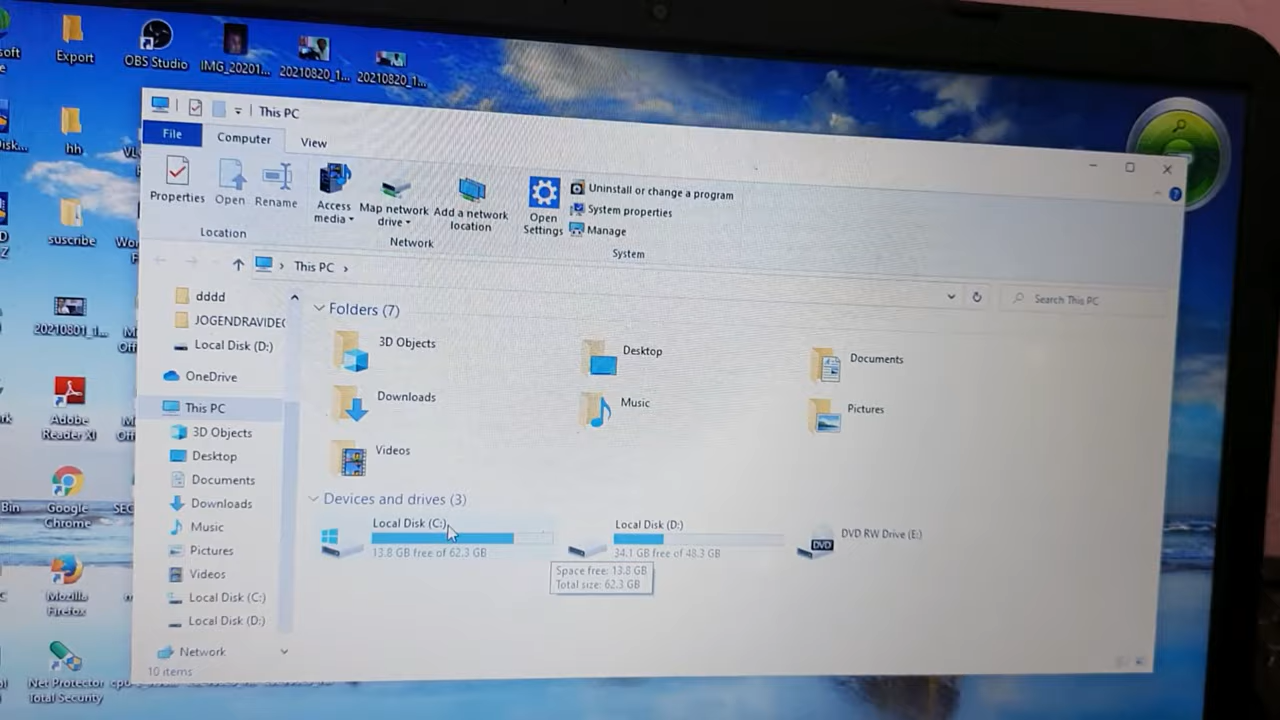 Export
OBS Studio
IMG_20201...
20210820_1...
20210820_1...
hh
suscribe
20210801_1...
Adobe
Reader XI
Google
Chrome
Bin
Mozilla
Firefox
Net Protector
Total Security
This PC
File
Computer
View
Properties
Open
Rename
Access
media
Map network
drive
Add a network
location
Open
Settings
Uninstall or change a program
System properties
Manage
Location
Network
System
This PC
Search This PC
dddd
JOGENDRAVIDEO
Local Disk (D:)
OneDrive
This PC
3D Objects
Desktop
Documents
Downloads
Music
Pictures
Videos
Local Disk (C:)
Local Disk (D:)
Network
10 items
Folders (7)
3D Objects
Desktop
Documents
Downloads
Music
Pictures
Videos
Devices and drives (3)
Local Disk (C:)
13.8 GB free of 62.3 GB
Local Disk (D:)
34.1 GB free of 48.3 GB
DVD RW Drive (E:)
DVD
Space free: 13.8 GB
Total size: 62.3 GB